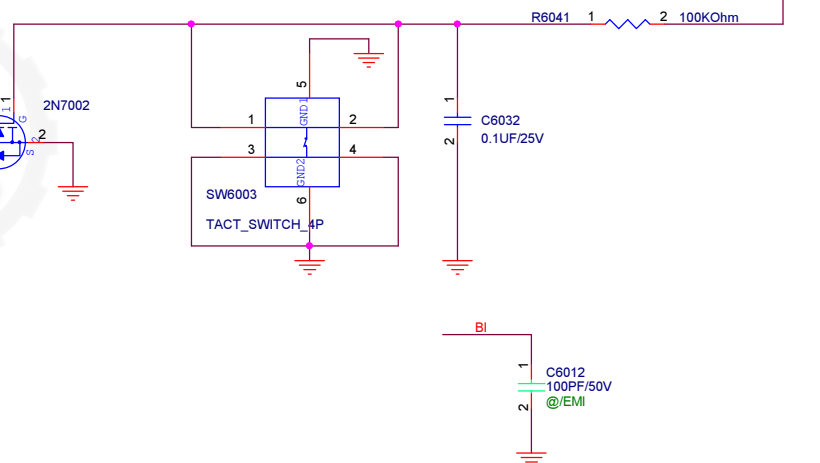 R6041 1 2 100KOhm
1
1
G
2N7002
2
2
S
5
GND1
1 2
3 4
GND2
6
SW6003
TACT_SWITCH_4P
1
C6032
2
0.1UF/25V
BI
1
C6012
100PF/50V
2
@/EMI